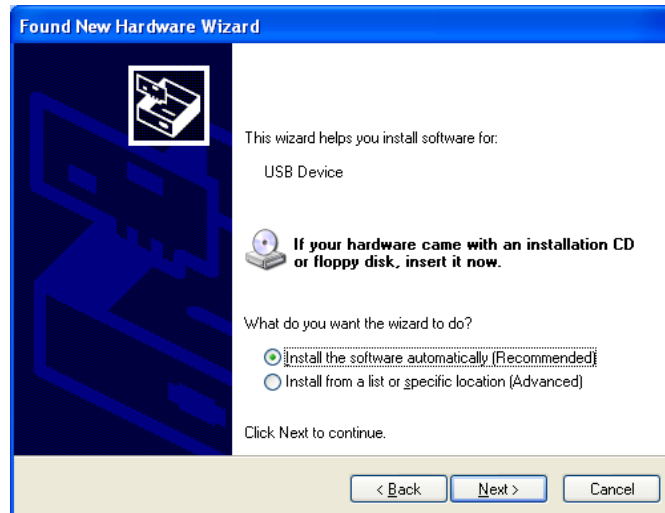 Found New Hardware Wizard
This wizard helps you install software for:
USB Device
If your hardware came with an installation CD
or floppy disk, insert it now.
What do you want the wizard to do?
Install the software automatically (Recommended)
Install from a list or specific location (Advanced)
Click Next to continue.
< Back
Next >
Cancel